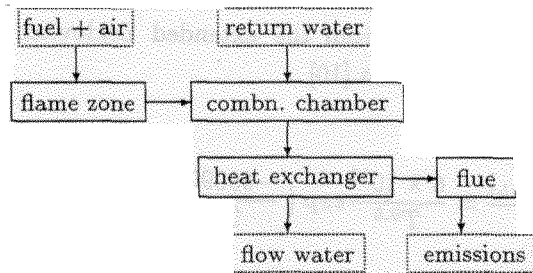 fuel + air
return water
flame zone
combn. chamber
heat exchanger
flue
flow water
emissions